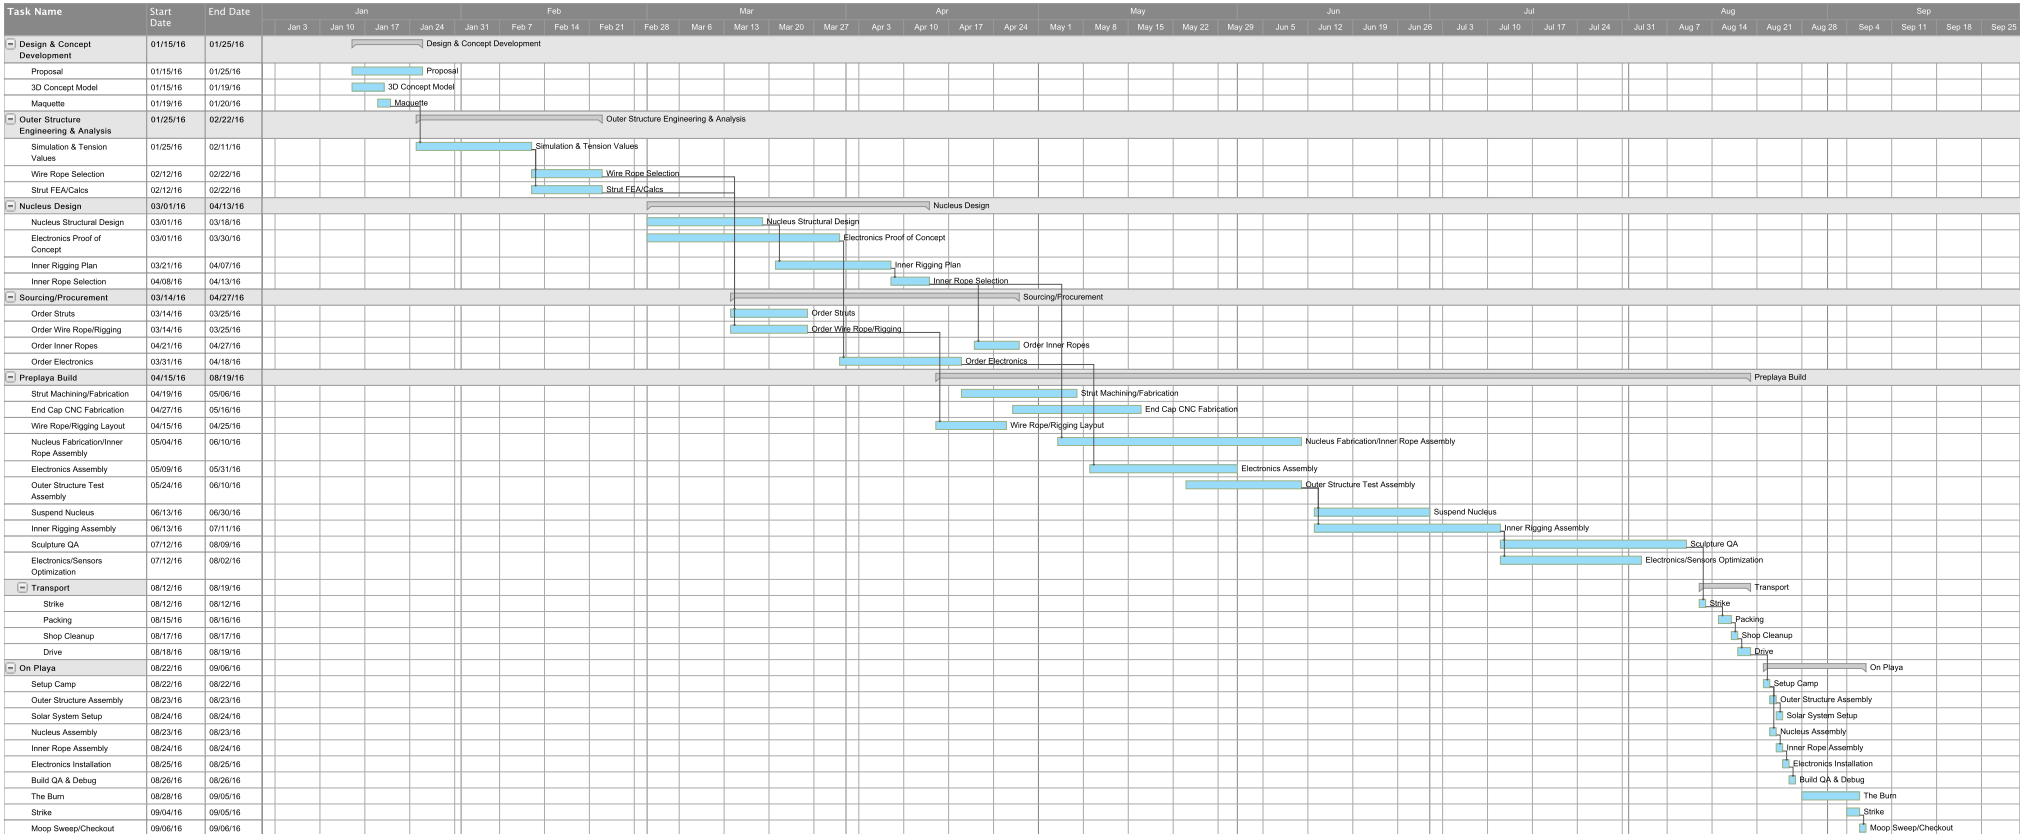 Task Name Start Date End Date Jan Feb Mar Apr May Jun Jul Aug Sep
Jan 3 Jan 10 Jan 17 Jan 24 Jan 31 Feb 7 Feb 14 Feb 21 Feb 28 Mar 6 Mar 13 Mar 20 Mar 27 Apr 3 Apr 10 Apr 17 Apr 24 May 1 May 8 May 15 May 22 May 29 Jun 5 Jun 12 Jun 19 Jun 26 Jul 3 Jul 10 Jul 17 Jul 24 Jul 31 Aug 7 Aug 14 Aug 21 Aug 28 Sep 4 Sep 11 Sep 18 Sep 25
Design & Concept Development 01/15/16 01/25/16 Design & Concept Development
Proposal 01/15/16 01/25/16 Proposal
3D Concept Model 01/15/16 01/19/16 3D Concept Model
Maquette 01/19/16 01/20/16 Maquette
Outer Structure Engineering & Analysis 01/25/16 02/22/16 Outer Structure Engineering & Analysis
Simulation & Tension Values 01/25/16 02/11/16 Simulation & Tension Values
Wire Rope Selection 02/12/16 02/22/16 Wire Rope Selection
Strut FEA/Calcs 02/12/16 02/22/16 Strut FEA/Calcs
Nucleus Design 03/01/16 04/13/16 Nucleus Design
Nucleus Structural Design 03/01/16 03/18/16 Nucleus Structural Design
Electronics Proof of Concept 03/01/16 03/30/16 Electronics Proof of Concept
Inner Rigging Plan 03/21/16 04/07/16 Inner Rigging Plan
Inner Rope Selection 04/08/16 04/13/16 Inner Rope Selection
Sourcing/Procurement 03/14/16 04/27/16 Sourcing/Procurement
Order Struts 03/14/16 03/25/16 Order Struts
Order Wire Rope/Rigging 03/14/16 03/25/16 Order Wire Rope/Rigging
Order Inner Ropes 04/21/16 04/27/16 Order Inner Ropes
Order Electronics 03/31/16 04/18/16 Order Electronics
Preplaya Build 04/15/16 08/19/16 Preplaya Build
Strut Machining/Fabrication 04/19/16 05/06/16 Strut Machining/Fabrication
End Cap CNC Fabrication 04/27/16 05/16/16 End Cap CNC Fabrication
Wire Rope/Rigging Layout 04/15/16 04/25/16 Wire Rope/Rigging Layout
Nucleus Fabrication/Inner Rope Assembly 05/04/16 06/10/16 Nucleus Fabrication/Inner Rope Assembly
Electronics Assembly 05/09/16 05/31/16 Electronics Assembly
Outer Structure Test Assembly 05/24/16 06/10/16 Outer Structure Test Assembly
Suspend Nucleus 06/13/16 06/30/16 Suspend Nucleus
Inner Rigging Assembly 06/13/16 07/11/16 Inner Rigging Assembly
Sculpture QA 07/12/16 08/09/16 Sculpture QA
Electronics/Sensors Optimization 07/12/16 08/02/16 Electronics/Sensors Optimization
Transport 08/12/16 08/19/16 Transport
Strike 08/12/16 08/12/16 Strike
Packing 08/15/16 08/16/16 Packing
Shop Cleanup 08/17/16 08/17/16 Shop Cleanup
Drive 08/18/16 08/19/16 Drive
On Playa 08/22/16 09/06/16 On Playa
Setup Camp 08/22/16 08/22/16 Setup Camp
Outer Structure Assembly 08/23/16 08/23/16 Outer Structure Assembly
Solar System Setup 08/24/16 08/24/16 Solar System Setup
Nucleus Assembly 08/23/16 08/23/16 Nucleus Assembly
Inner Rope Assembly 08/24/16 08/24/16 Inner Rope Assembly
Electronics Installation 08/25/16 08/25/16 Electronics Installation
Build QA & Debug 08/26/16 08/26/16 Build QA & Debug
The Burn 08/28/16 09/05/16 The Burn
Strike 09/04/16 09/05/16 Strike
Moop Sweep/Checkout 09/06/16 09/06/16 Moop Sweep/Checkout